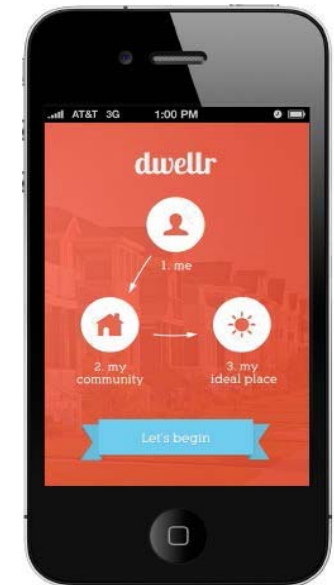 AT&T 3G 1:00 PM
dwellr
1. me
2. my
community
3. my
ideal place
Let's begin